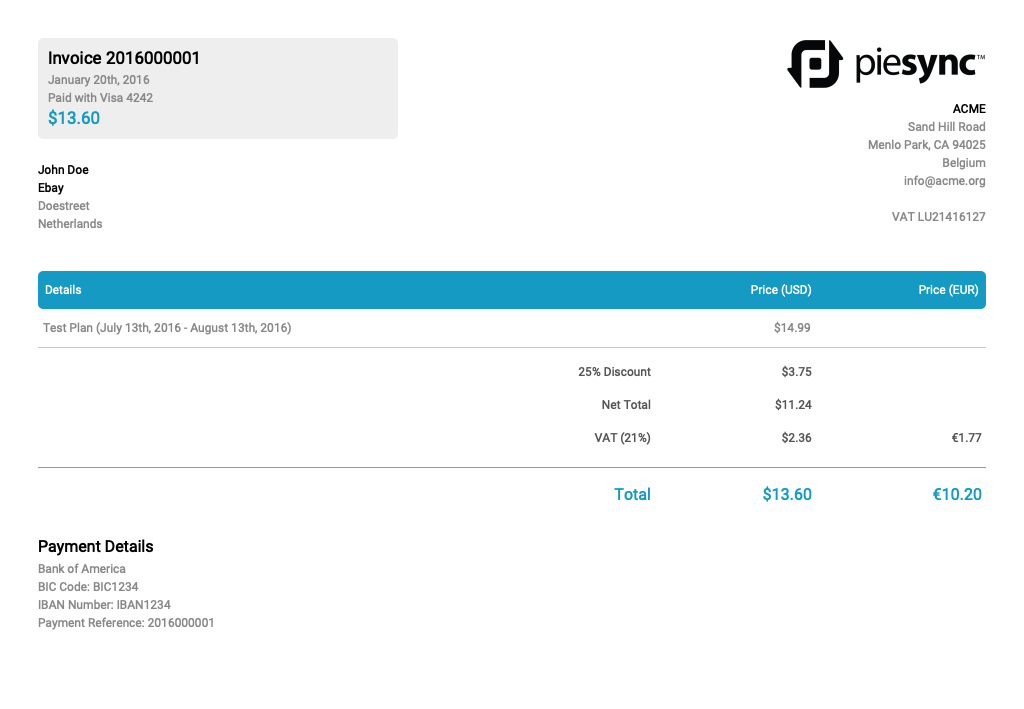 Invoice 2016000001
January 20th, 2016
Paid with Visa 4242
$13.60
piesync™
ACME
Sand Hill Road
Menlo Park, CA 94025
Belgium
info@acme.org
VAT LU21416127
John Doe
Ebay
Doestreet
Netherlands
Details Price (USD) Price (EUR)
Test Plan (July 13th, 2016 - August 13th, 2016) $14.99
25% Discount $3.75
Net Total $11.24
VAT (21%) $2.36 €1.77
Total $13.60 €10.20
Payment Details
Bank of America
BIC Code: BIC1234
IBAN Number: IBAN1234
Payment Reference: 2016000001